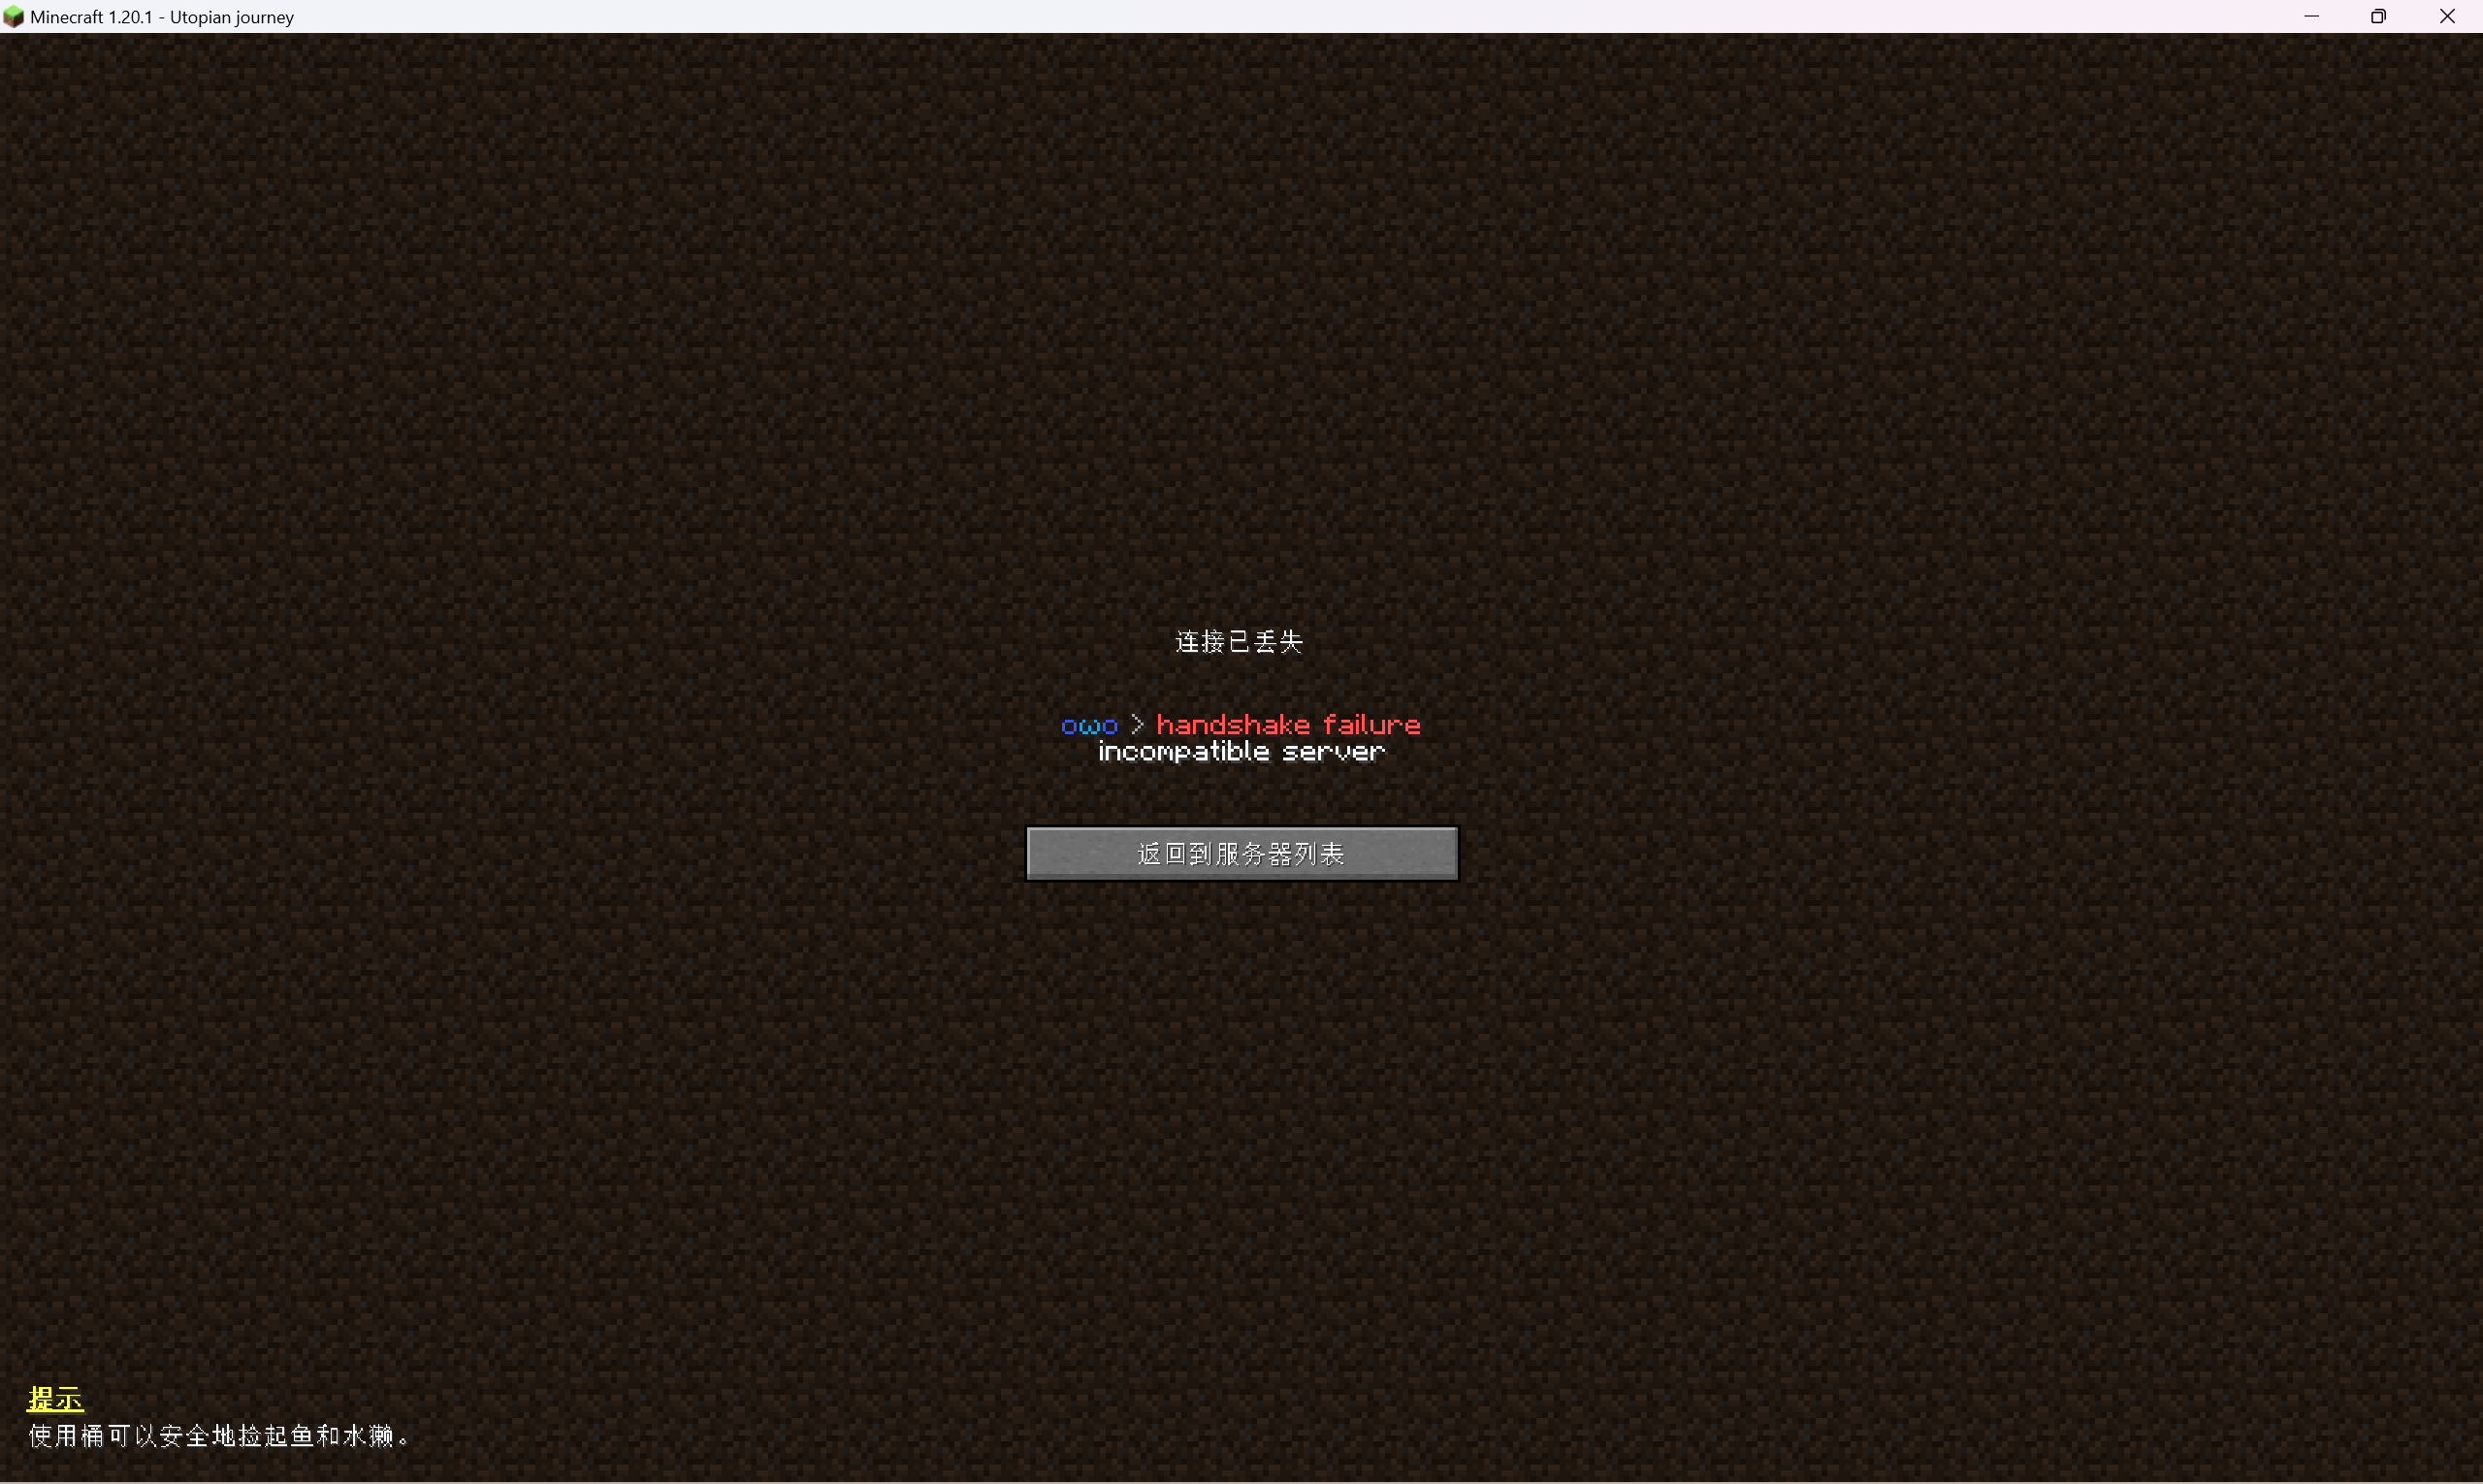 Minecraft 1.20.1 - Utopian journey
连接已丢失
owo > handshake failure
incompatible server
返回到服务器列表
提示
使用桶可以安全地捡起鱼和水獭。